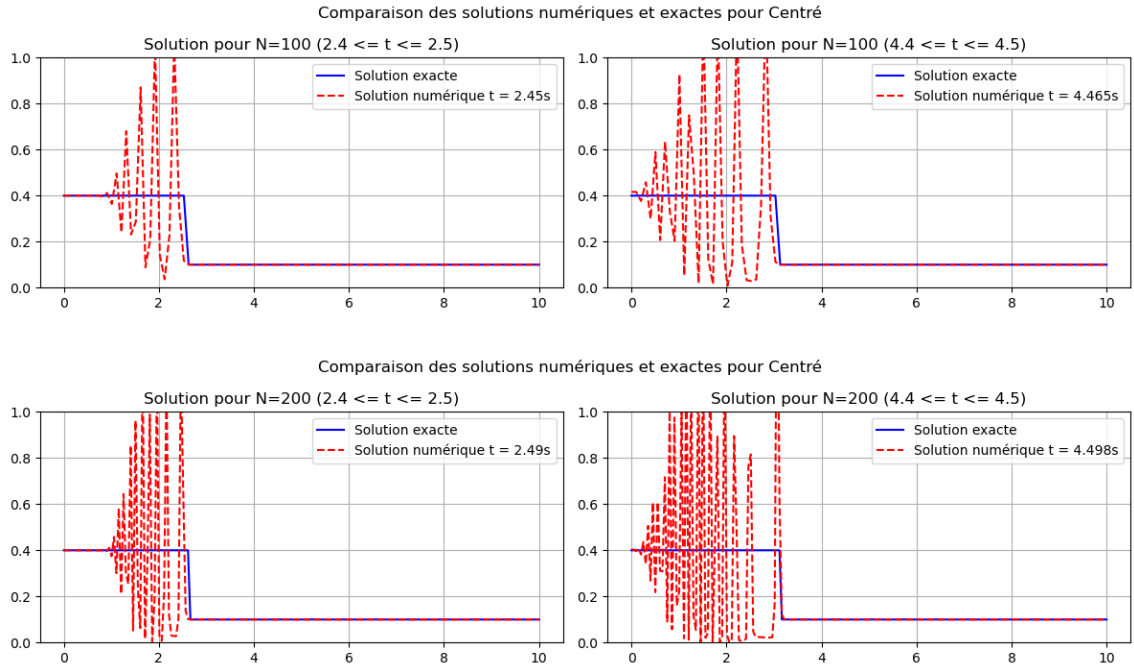 Comparaison des solutions numériques et exactes pour Centré
Solution pour N=100 (2.4 <= t <= 2.5)
Solution exacte
Solution numérique t = 2.45s
1.0
0.8
0.6
0.4
0.2
0.0
0 2 4 6 8 10
Solution pour N=100 (4.4 <= t <= 4.5)
Solution exacte
Solution numérique t = 4.465s
1.0
0.8
0.6
0.4
0.2
0.0
0 2 4 6 8 10
Comparaison des solutions numériques et exactes pour Centré
Solution pour N=200 (2.4 <= t <= 2.5)
Solution exacte
Solution numérique t = 2.49s
1.0
0.8
0.6
0.4
0.2
0.0
0 2 4 6 8 10
Solution pour N=200 (4.4 <= t <= 4.5)
Solution exacte
Solution numérique t = 4.498s
1.0
0.8
0.6
0.4
0.2
0.0
0 2 4 6 8 10